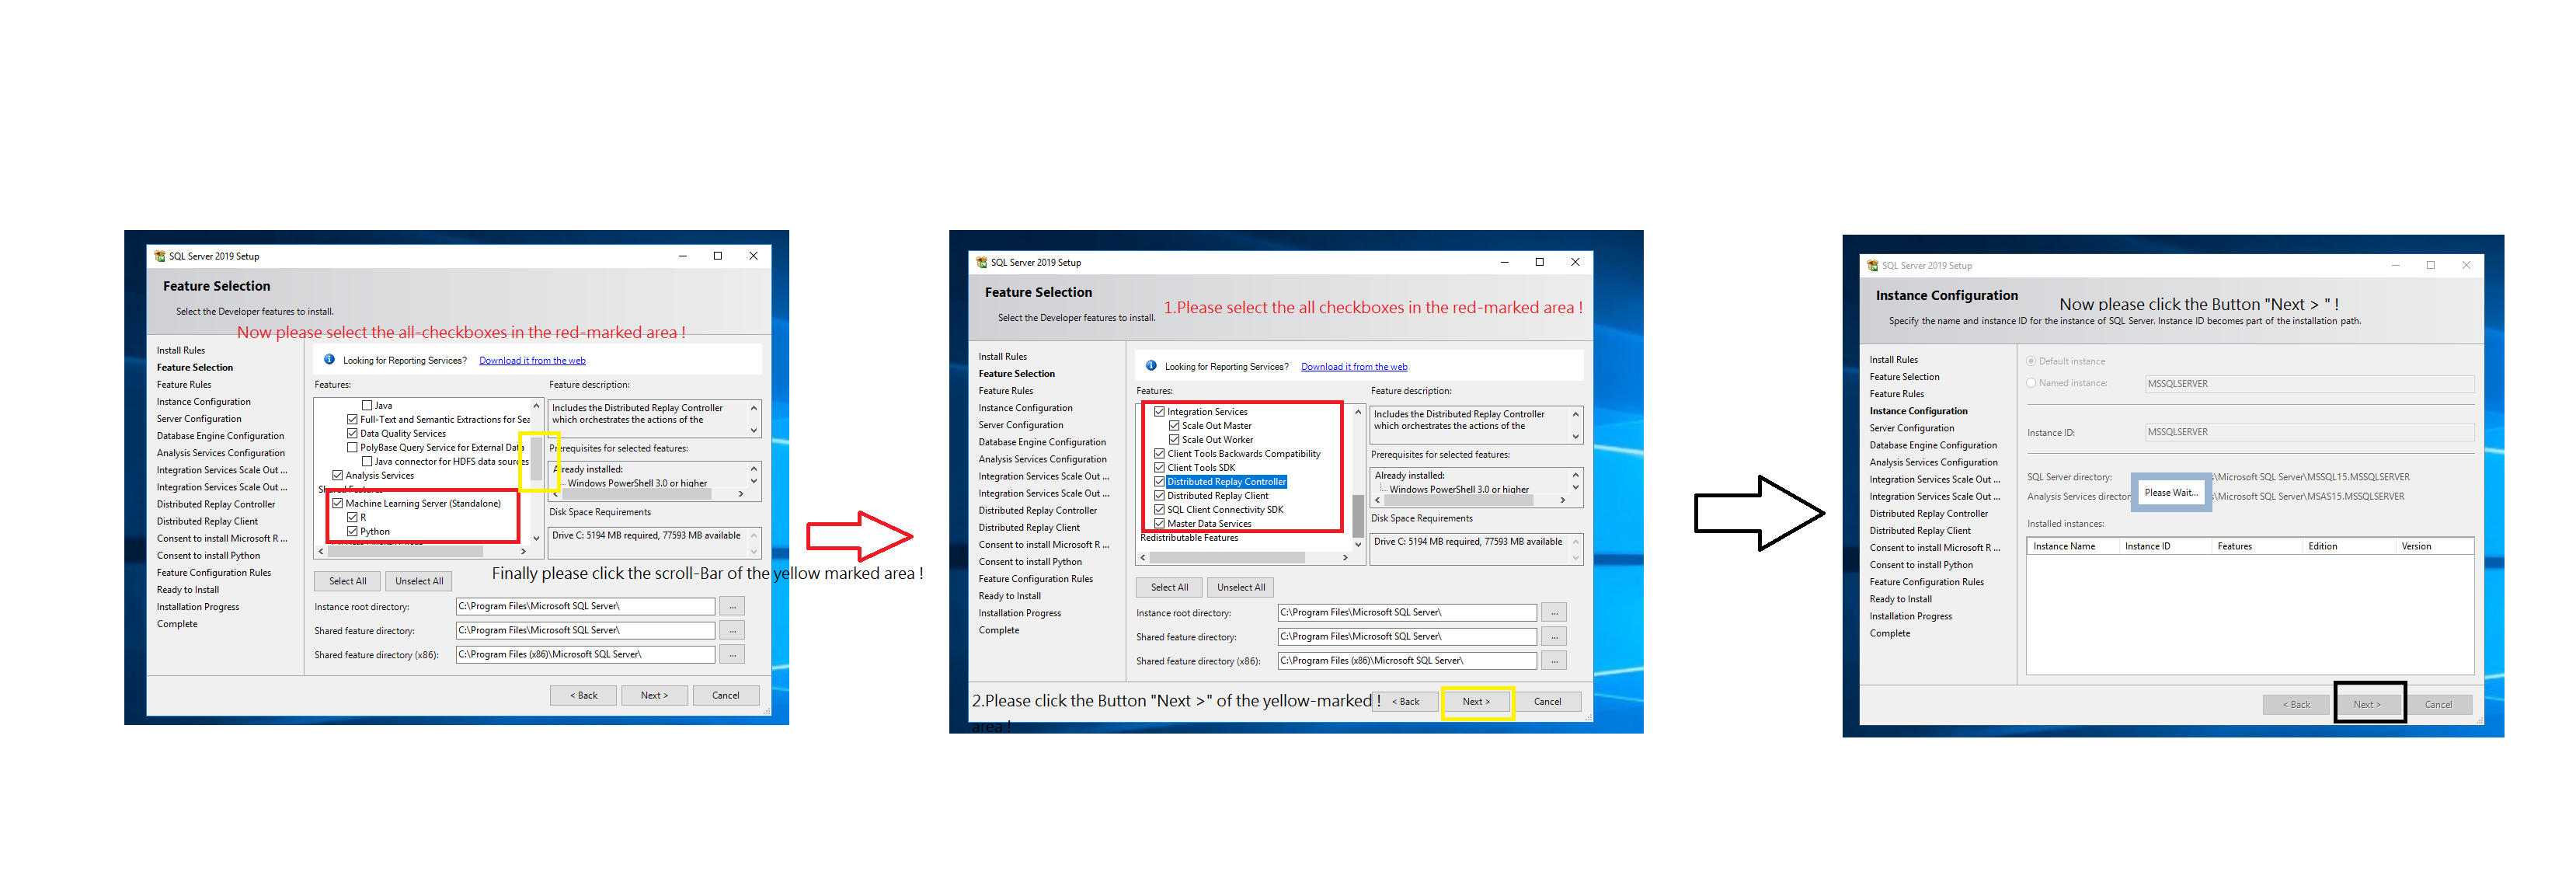 SQL Server 2019 Setup
Feature Selection
Select the Developer features to install.
Now please select the all-checkboxes in the red-marked area !
Install Rules
Feature Selection
Feature Rules
Instance Configuration
Server Configuration
Database Engine Configuration
Analysis Services Configuration
Integration Services Scale Out ...
Integration Services Scale Out ...
Distributed Replay Controller
Distributed Replay Client
Consent to install Microsoft R ...
Consent to install Python
Feature Configuration Rules
Ready to Install
Installation Progress
Complete
Looking for Reporting Services? Download it from the web
Features:
Java
Full-Text and Semantic Extractions for Sea
Data Quality Services
PolyBase Query Service for External Data
Java connector for HDFS data sources
Analysis Services
Shared Features
Machine Learning Server (Standalone)
R
Python
Feature description:
Includes the Distributed Replay Controller
which orchestrates the actions of the
Prerequisites for selected features:
Already installed:
Windows PowerShell 3.0 or higher
Disk Space Requirements
Drive C: 5194 MB required, 77593 MB available
Select All Unselect All
Finally please click the scroll-Bar of the yellow marked area !
Instance root directory: C:\Program Files\Microsoft SQL Server\ ...
Shared feature directory: C:\Program Files\Microsoft SQL Server\ ...
Shared feature directory (x86): C:\Program Files (x86)\Microsoft SQL Server\ ...
< Back Next > Cancel
SQL Server 2019 Setup
Feature Selection
1.Please select the all checkboxes in the red-marked area !
Select the Developer features to install.
Install Rules
Feature Selection
Feature Rules
Instance Configuration
Server Configuration
Database Engine Configuration
Analysis Services Configuration
Integration Services Scale Out ...
Integration Services Scale Out ...
Distributed Replay Controller
Distributed Replay Client
Consent to install Microsoft R ...
Consent to install Python
Feature Configuration Rules
Ready to Install
Installation Progress
Complete
Looking for Reporting Services? Download it from the web
Features:
Integration Services
Scale Out Master
Scale Out Worker
Client Tools Backwards Compatibility
Client Tools SDK
Distributed Replay Controller
Distributed Replay Client
SQL Client Connectivity SDK
Master Data Services
Redistributable Features
Feature description:
Includes the Distributed Replay Controller
which orchestrates the actions of the
Prerequisites for selected features:
Already installed:
Windows PowerShell 3.0 or higher
Disk Space Requirements
Drive C: 5194 MB required, 77593 MB available
Select All Unselect All
Instance root directory: C:\Program Files\Microsoft SQL Server\ ...
Shared feature directory: C:\Program Files\Microsoft SQL Server\ ...
Shared feature directory (x86): C:\Program Files (x86)\Microsoft SQL Server\ ...
2.Please click the Button "Next >" of the yellow-marked !
area !
< Back Next > Cancel
SQL Server 2019 Setup
Instance Configuration
Now please click the Button "Next > " !
Specify the name and instance ID for the instance of SQL Server. Instance ID becomes part of the installation path.
Install Rules
Feature Selection
Feature Rules
Instance Configuration
Server Configuration
Database Engine Configuration
Analysis Services Configuration
Integration Services Scale Out ...
Integration Services Scale Out ...
Distributed Replay Controller
Distributed Replay Client
Consent to install Microsoft R ...
Consent to install Python
Feature Configuration Rules
Ready to Install
Installation Progress
Complete
Default instance
Named instance: MSSQLSERVER
Instance ID: MSSQLSERVER
SQL Server directory: \Microsoft SQL Server\MSSQL15.MSSQLSERVER
Please Wait...
Analysis Services directory \Microsoft SQL Server\MSAS15.MSSQLSERVER
Installed instances:
Instance Name Instance ID Features Edition Version
< Back Next > Cancel